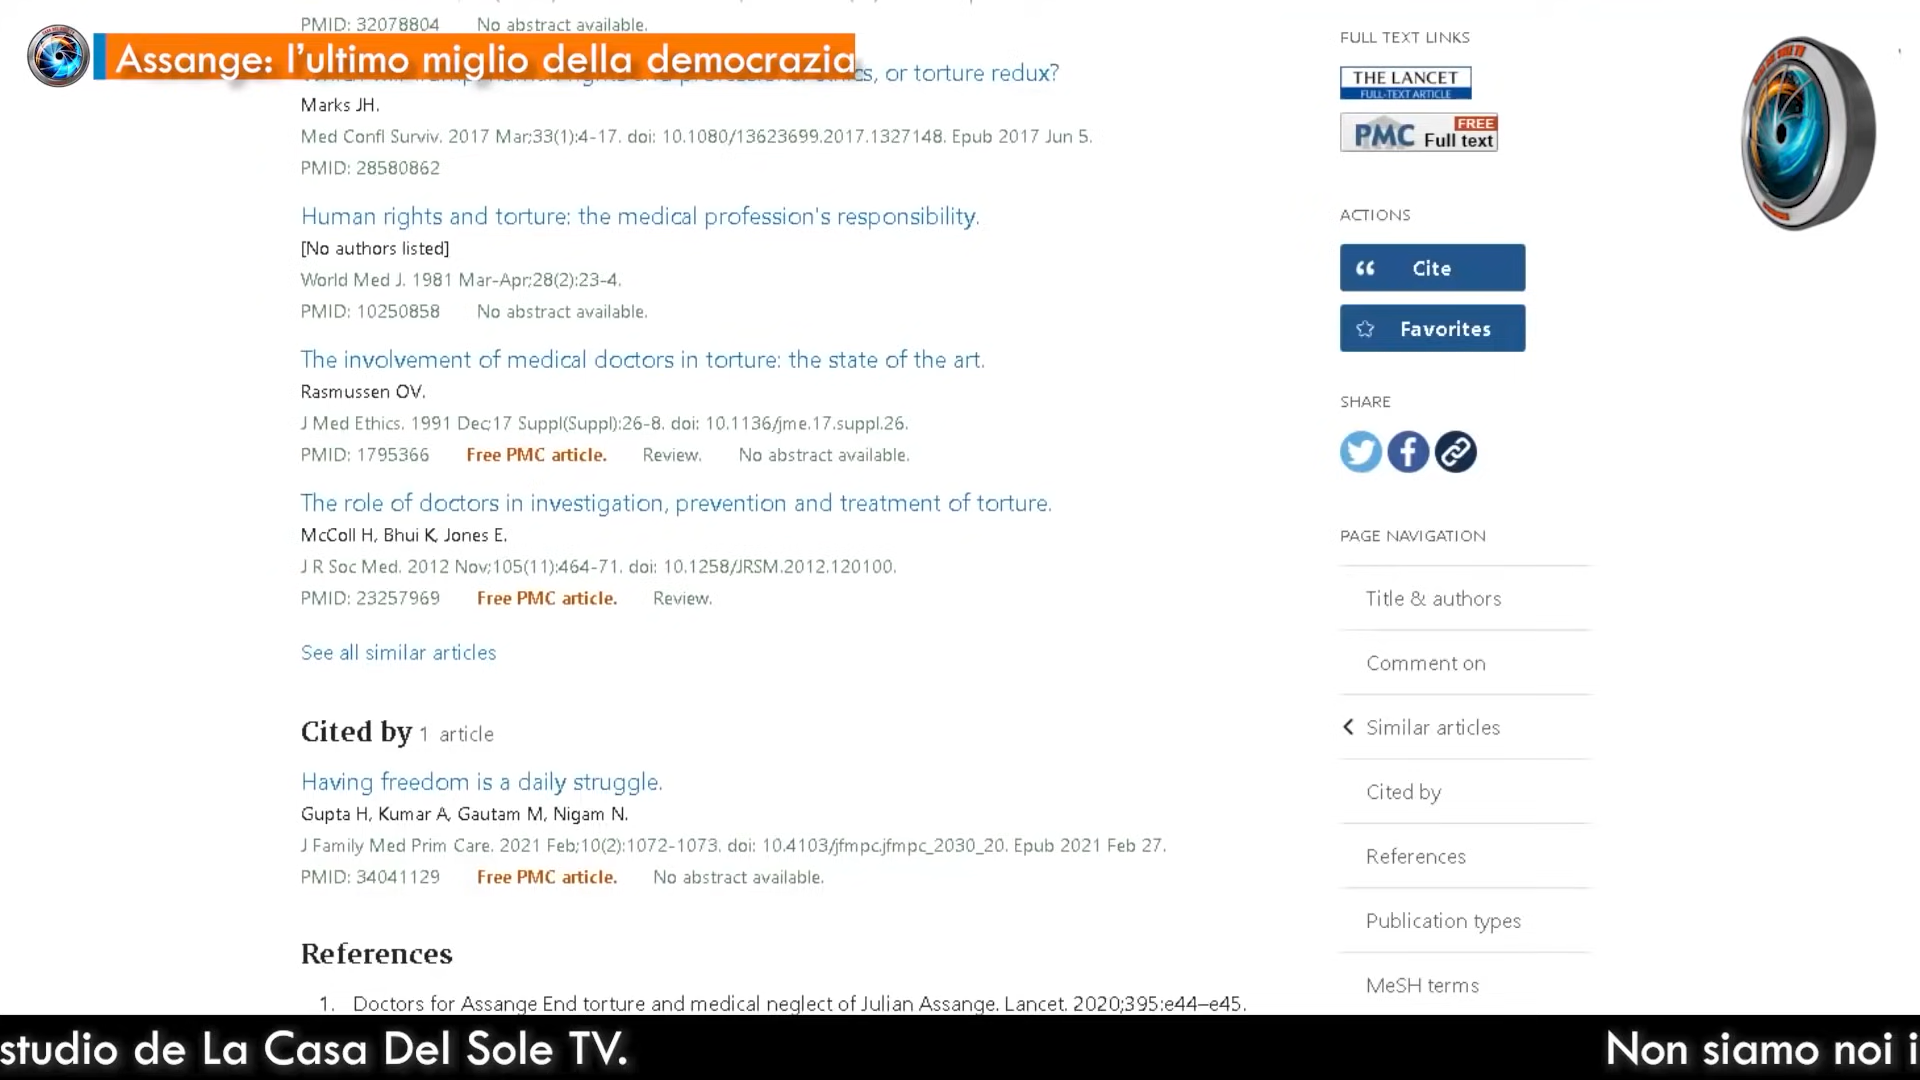 PMID: 32078804 No abstract available.
Assange: l'ultimo miglio della democrazia
cs, or torture redux?
Marks JH.
Med Confl Surviv. 2017 Mar;33(1):4-17. doi: 10.1080/13623699.2017.1327148. Epub 2017 Jun 5.
PMID: 28580862
Human rights and torture: the medical profession's responsibility.
[No authors listed]
World Med J. 1981 Mar-Apr;28(2):23-4.
PMID: 10250858 No abstract available.
The involvement of medical doctors in torture: the state of the art.
Rasmussen OV.
J Med Ethics. 1991 Dec;17 Suppl(Suppl):26-8. doi: 10.1136/jme.17.suppl.26.
PMID: 1795366 Free PMC article. Review. No abstract available.
The role of doctors in investigation, prevention and treatment of torture.
McColl H, Bhui K, Jones E.
J R Soc Med. 2012 Nov;105(11):464-71. doi: 10.1258/JRSM.2012.120100.
PMID: 23257969 Free PMC article. Review.
See all similar articles
Cited by 1 article
Having freedom is a daily struggle.
Gupta H, Kumar A, Gautam M, Nigam N.
J Family Med Prim Care. 2021 Feb;10(2):1072-1073. doi: 10.4103/jfmpc.jfmpc_2030_20. Epub 2021 Feb 27.
PMID: 34041129 Free PMC article. No abstract available.
References
1. Doctors for Assange End torture and medical neglect of Julian Assange. Lancet. 2020;395:e44–e45.
FULL TEXT LINKS
THE LANCET
FULL-TEXT ARTICLE
FREE
PMC Full text
ACTIONS
Cite
Favorites
SHARE
PAGE NAVIGATION
Title & authors
Comment on
Similar articles
Cited by
References
Publication types
MeSH terms
studio de La Casa Del Sole TV. Non siamo noi i